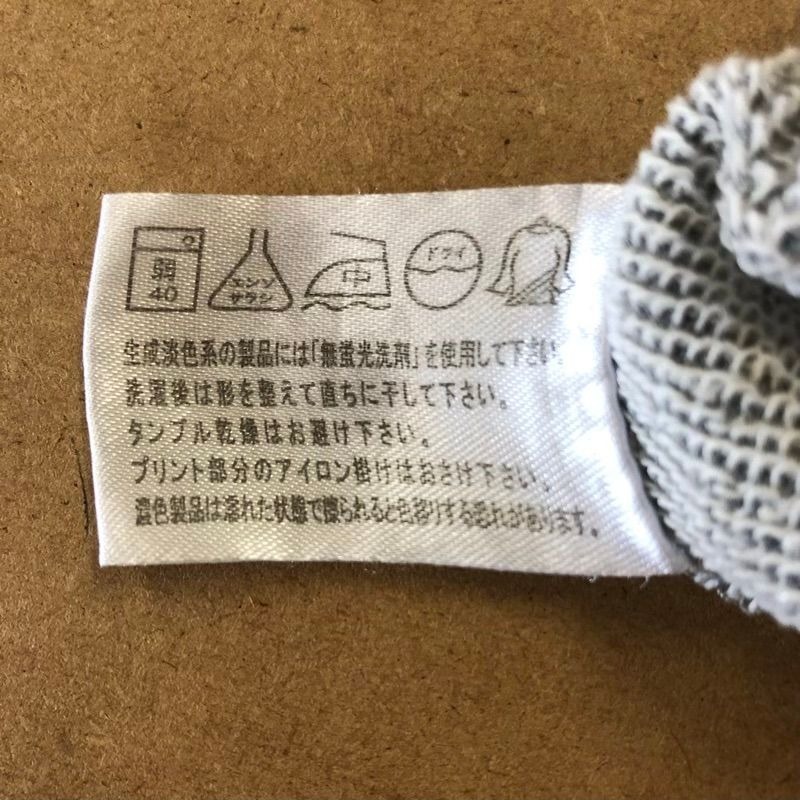 弱 40
エンソ サラシ
中
ドライ
生成淡色系の製品には「無蛍光洗剤」を使用して下さい。
洗濯後は形を整えて直ちに干して下さい。
タンブル乾燥はお避け下さい。
プリント部分のアイロン掛けはおさけ下さい。
濃色製品は濡れた状態で擦られると色落りする恐れがあります。